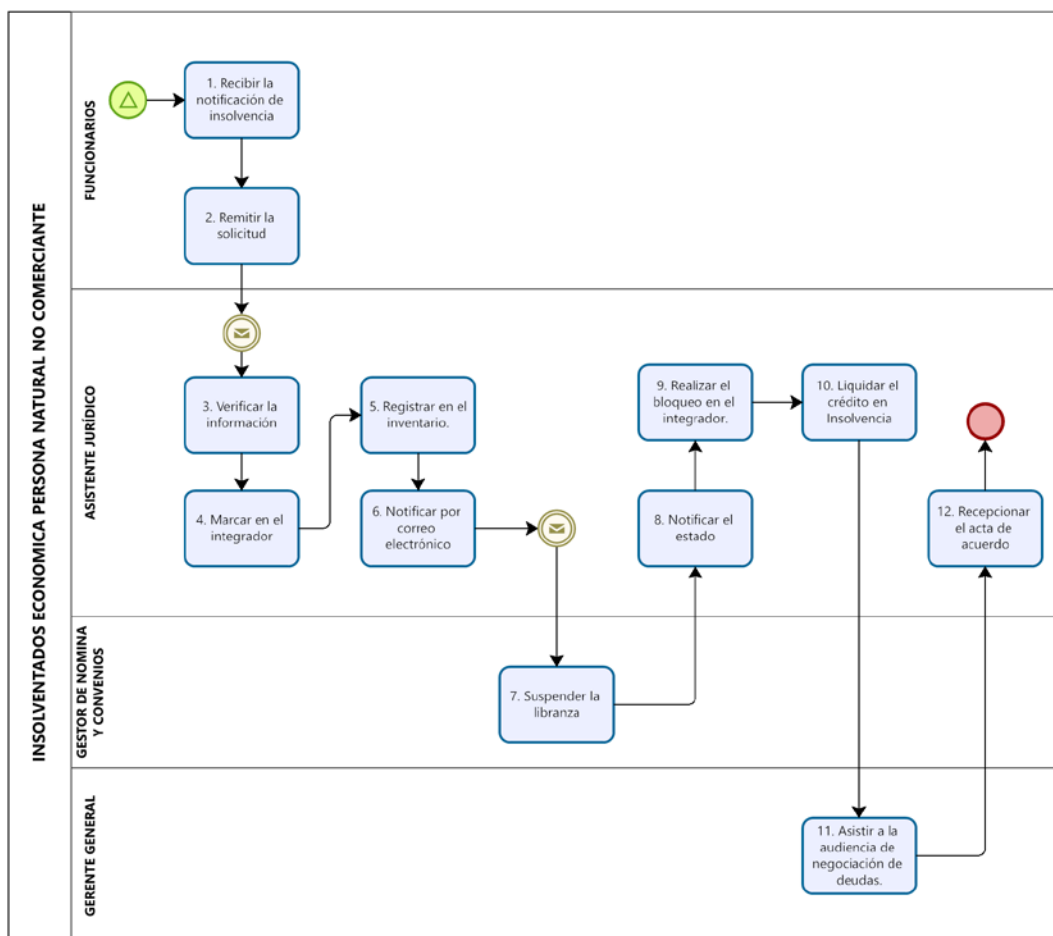 INSOLVENTADOS ECONOMICA PERSONA NATURAL NO COMERCIANTE
FUNCIONARIOS
1. Recibir la
notificación de
insolvencia
2. Remitir la
solicitud
ASISTENTE JURÍDICO
3. Verificar la
información
4. Marcar en el
integrador
5. Registrar en el
inventario.
6. Notificar por
correo
electrónico
GESTOR DE NOMINA
Y CONVENIOS
7. Suspender la
libranza
8. Notificar el
estado
9. Realizar el
bloqueo en el
integrador.
10. Liquidar el
crédito en
Insolvencia
GERENTE GENERAL
11. Asistir a la
audiencia de
negociación de
deudas.
12. Recepcionar
el acta de
acuerdo